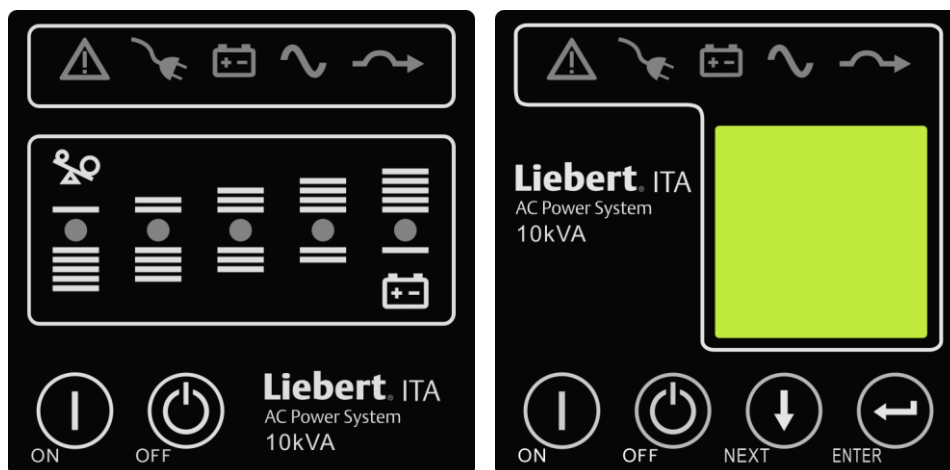 ON
OFF
Liebert® ITA
AC Power System
10kVA
Liebert® ITA
AC Power System
10kVA
ON
OFF
NEXT
ENTER